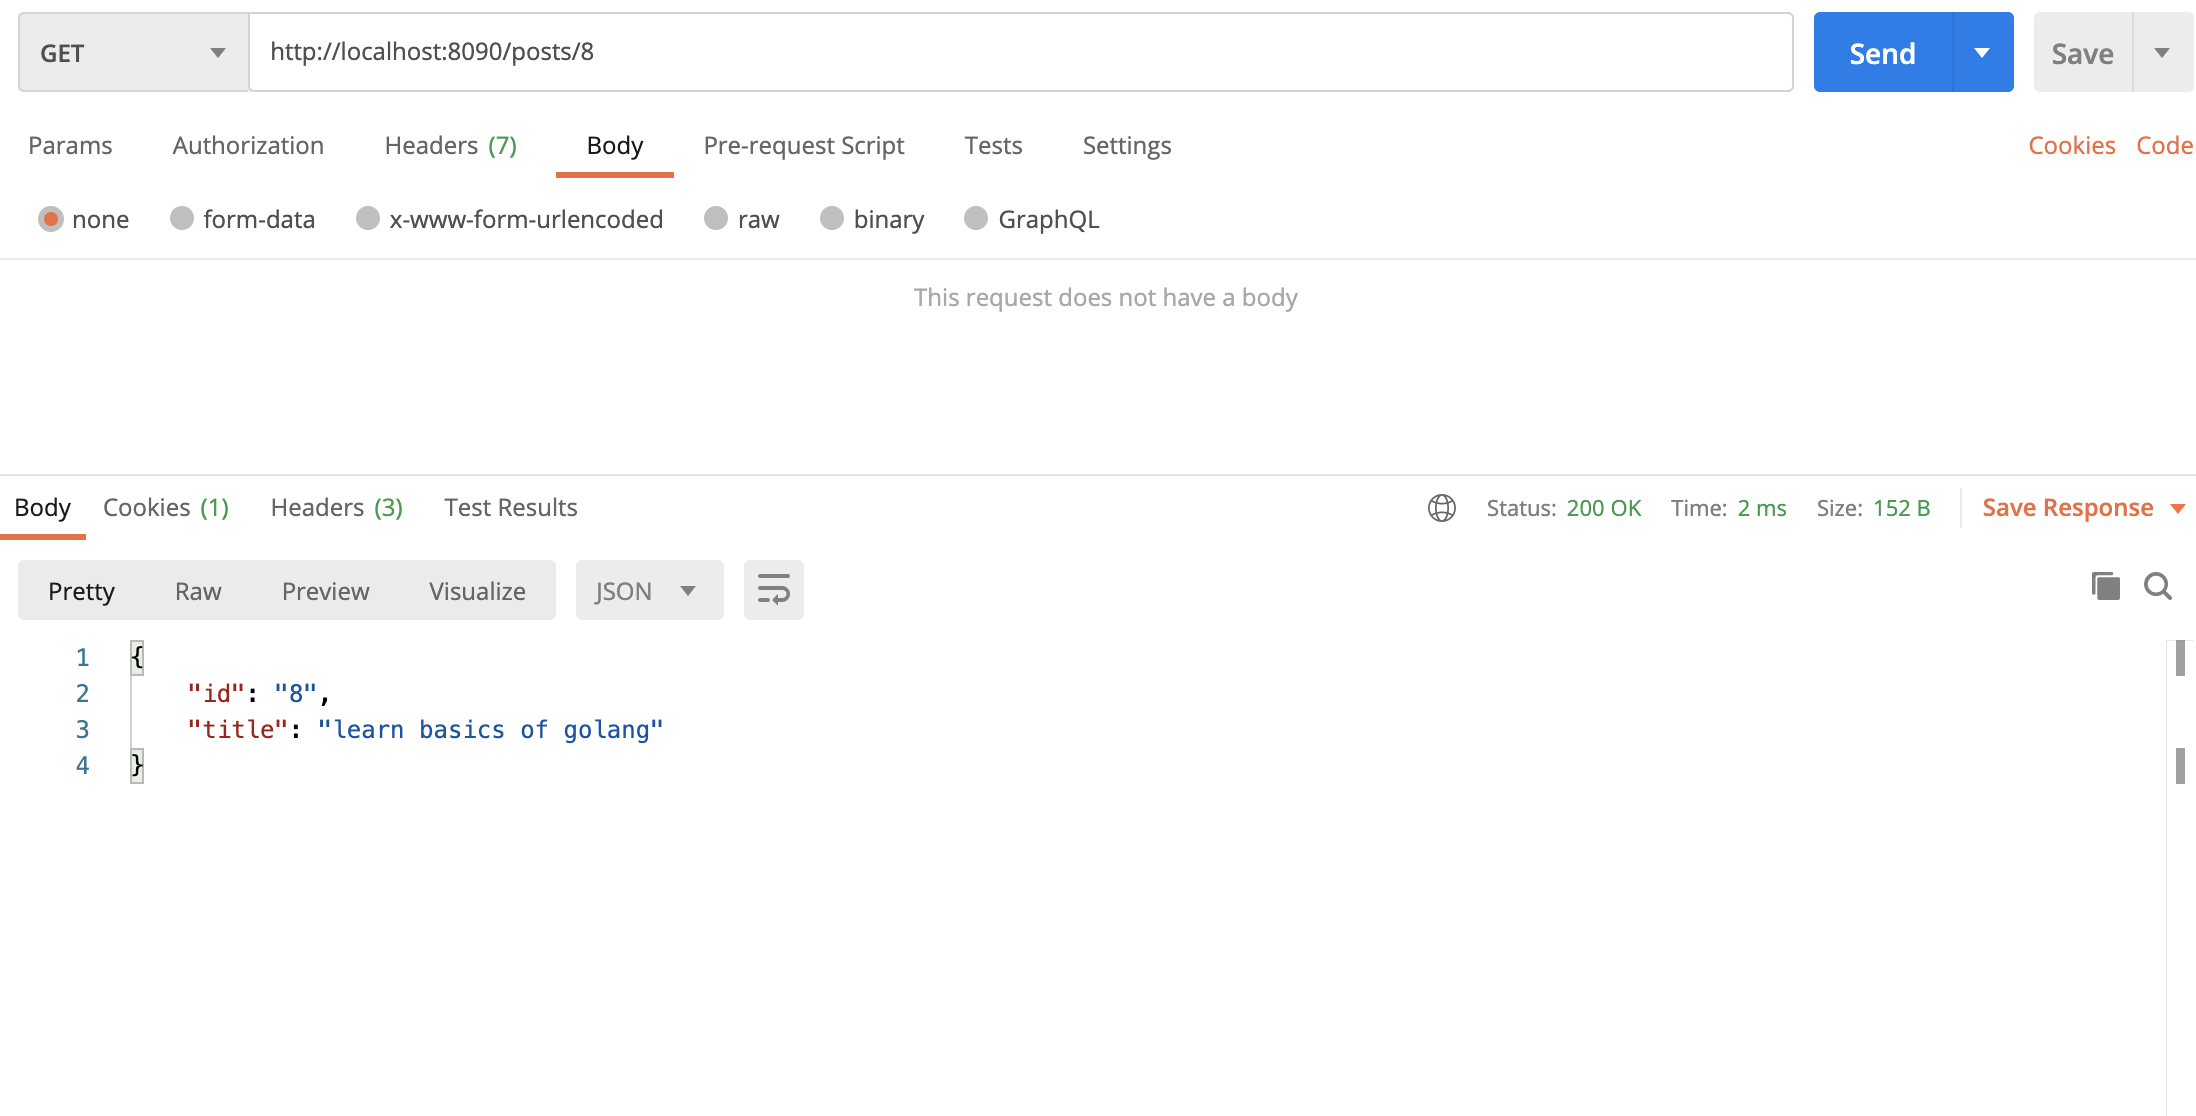 GET http://localhost:8090/posts/8 Send Save
Params Authorization Headers (7) Body Pre-request Script Tests Settings Cookies Code
none form-data x-www-form-urlencoded raw binary GraphQL
This request does not have a body
Body Cookies (1) Headers (3) Test Results Status: 200 OK Time: 2 ms Size: 152 B Save Response
Pretty Raw Preview Visualize JSON
1 {
2 "id": "8",
3 "title": "learn basics of golang"
4 }